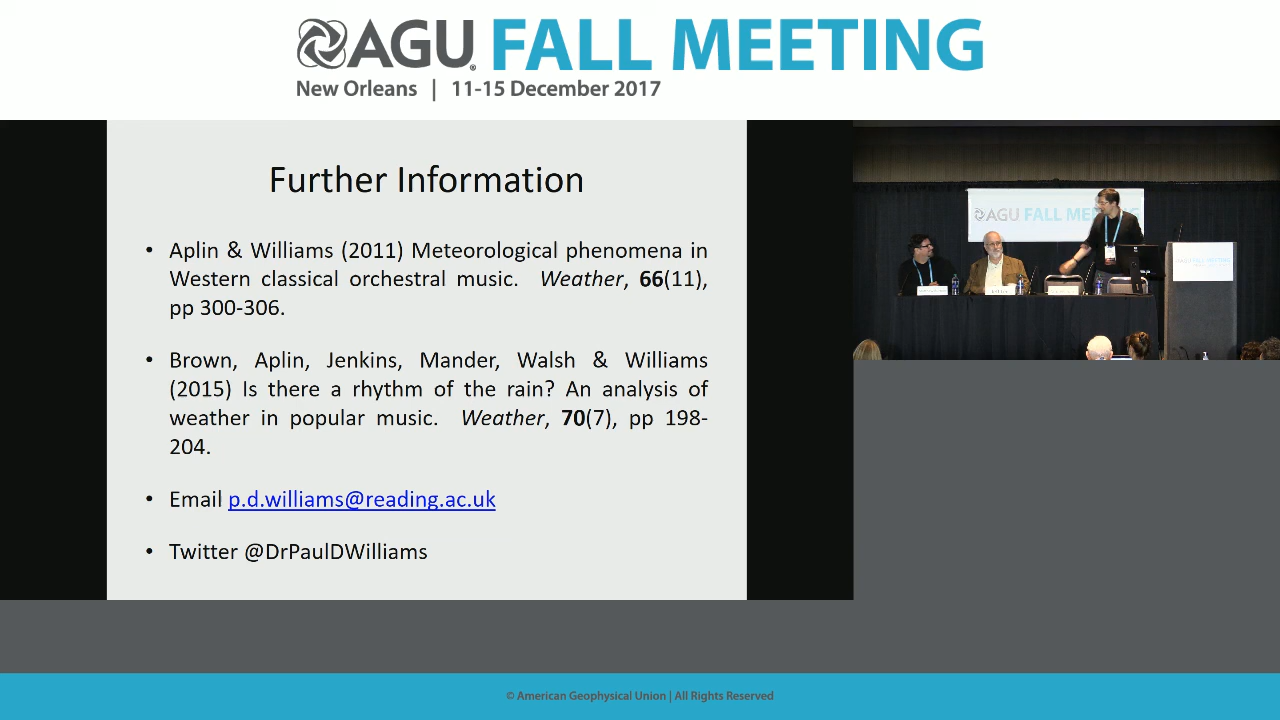 AGU FALL MEETING
New Orleans | 11-15 December 2017
Further Information
• Aplin & Williams (2011) Meteorological phenomena in
Western classical orchestral music. Weather, 66(11),
pp 300-306.
• Brown, Aplin, Jenkins, Mander, Walsh & Williams
(2015) Is there a rhythm of the rain? An analysis of
weather in popular music. Weather, 70(7), pp 198-
204.
• Email p.d.williams@reading.ac.uk
• Twitter @DrPaulDWilliams
AGU FALL MEETING
AGU FALL MEETING
© American Geophysical Union | All Rights Reserved